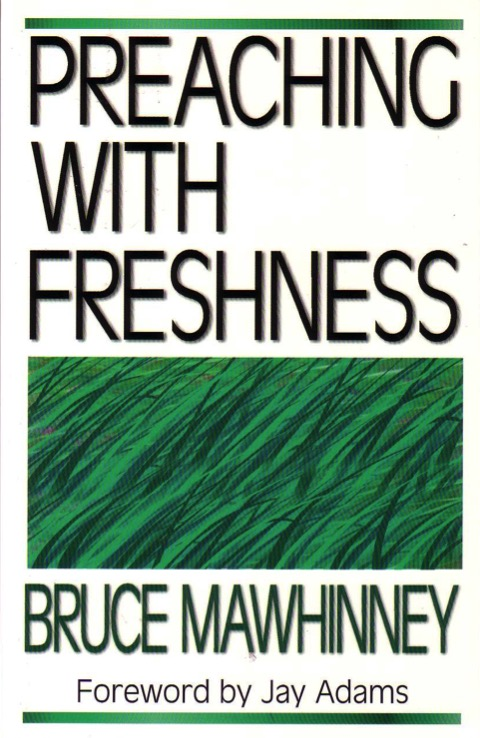 PREACHING
WITH
FRESHNESS
BRUCE MAWHINNEY
Foreword by Jay Adams